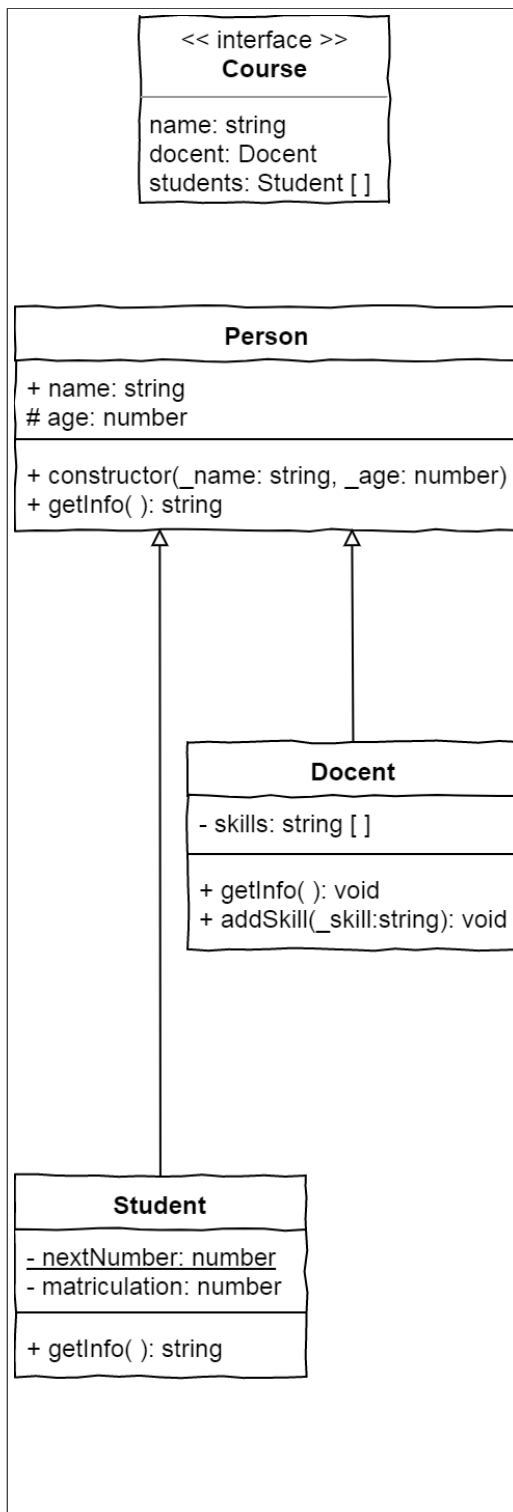 << interface >>
Course
name: string
docent: Docent
students: Student [ ]
Person
+ name: string
# age: number
+ constructor(_name: string, _age: number)
+ getInfo( ): string
Docent
- skills: string [ ]
+ getInfo( ): void
+ addSkill(_skill:string): void
Student
- nextNumber: number
- matriculation: number
+ getInfo( ): string